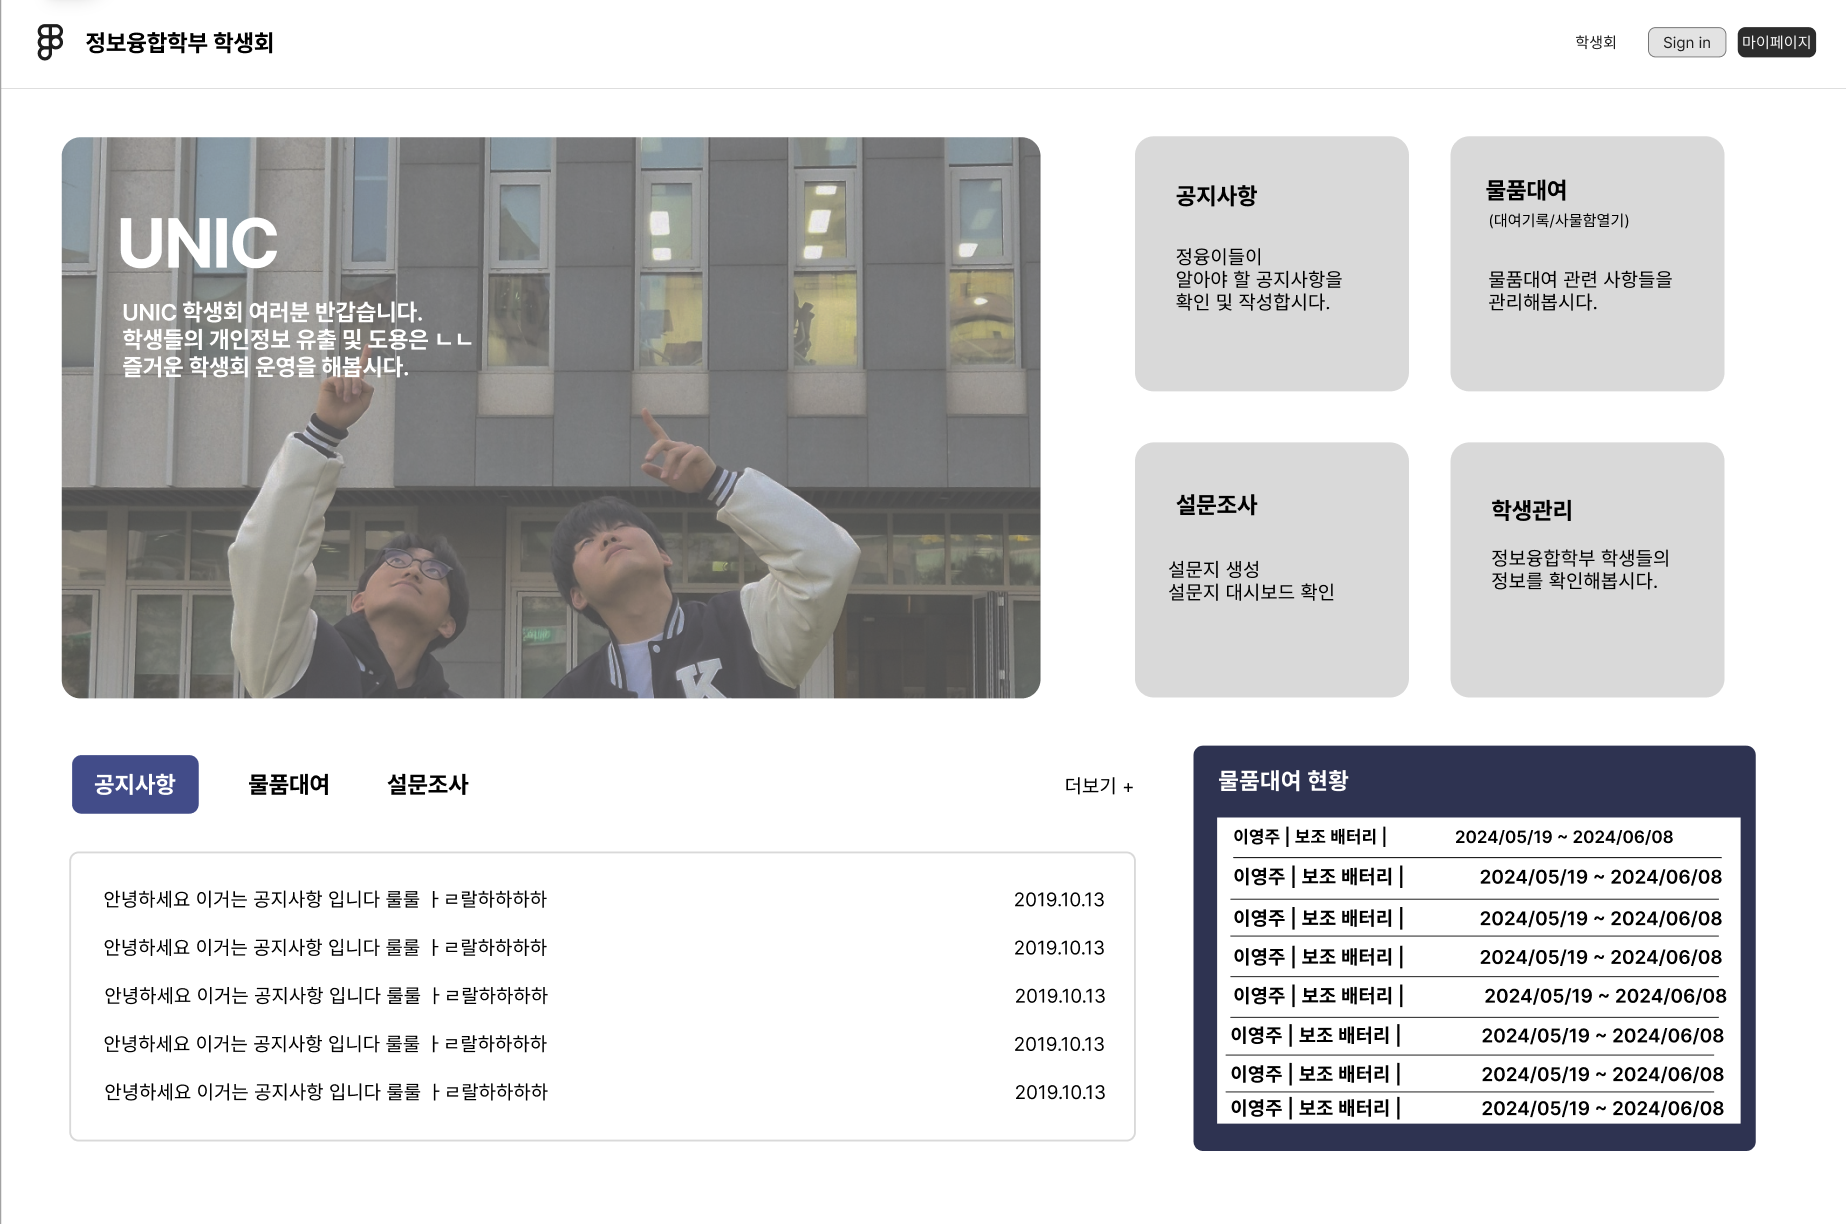 정보융합학부 학생회
학생회
Sign in
마이페이지
UNIC
UNIC 학생회 여러분 반갑습니다.
학생들의 개인정보 유출 및 도용은 ㄴㄴ
즐거운 학생회 운영을 해봅시다.
K
공지사항
정융이들이
알아야 할 공지사항을
확인 및 작성합시다.
물품대여
(대여기록/사물함열기)
물품대여 관련 사항들을
관리해봅시다.
설문조사
설문지 생성
설문지 대시보드 확인
학생관리
정보융합학부 학생들의
정보를 확인해봅시다.
공지사항
물품대여
설문조사
더보기 +
안녕하세요 이거는 공지사항 입니다 룰룰 ㅏㄹ랄하하하하 2019.10.13
안녕하세요 이거는 공지사항 입니다 룰룰 ㅏㄹ랄하하하하 2019.10.13
안녕하세요 이거는 공지사항 입니다 룰룰 ㅏㄹ랄하하하하 2019.10.13
안녕하세요 이거는 공지사항 입니다 룰룰 ㅏㄹ랄하하하하 2019.10.13
안녕하세요 이거는 공지사항 입니다 룰룰 ㅏㄹ랄하하하하 2019.10.13
물품대여 현황
이영주 | 보조 배터리 | 2024/05/19 ~ 2024/06/08
이영주 | 보조 배터리 | 2024/05/19 ~ 2024/06/08
이영주 | 보조 배터리 | 2024/05/19 ~ 2024/06/08
이영주 | 보조 배터리 | 2024/05/19 ~ 2024/06/08
이영주 | 보조 배터리 | 2024/05/19 ~ 2024/06/08
이영주 | 보조 배터리 | 2024/05/19 ~ 2024/06/08
이영주 | 보조 배터리 | 2024/05/19 ~ 2024/06/08
이영주 | 보조 배터리 | 2024/05/19 ~ 2024/06/08